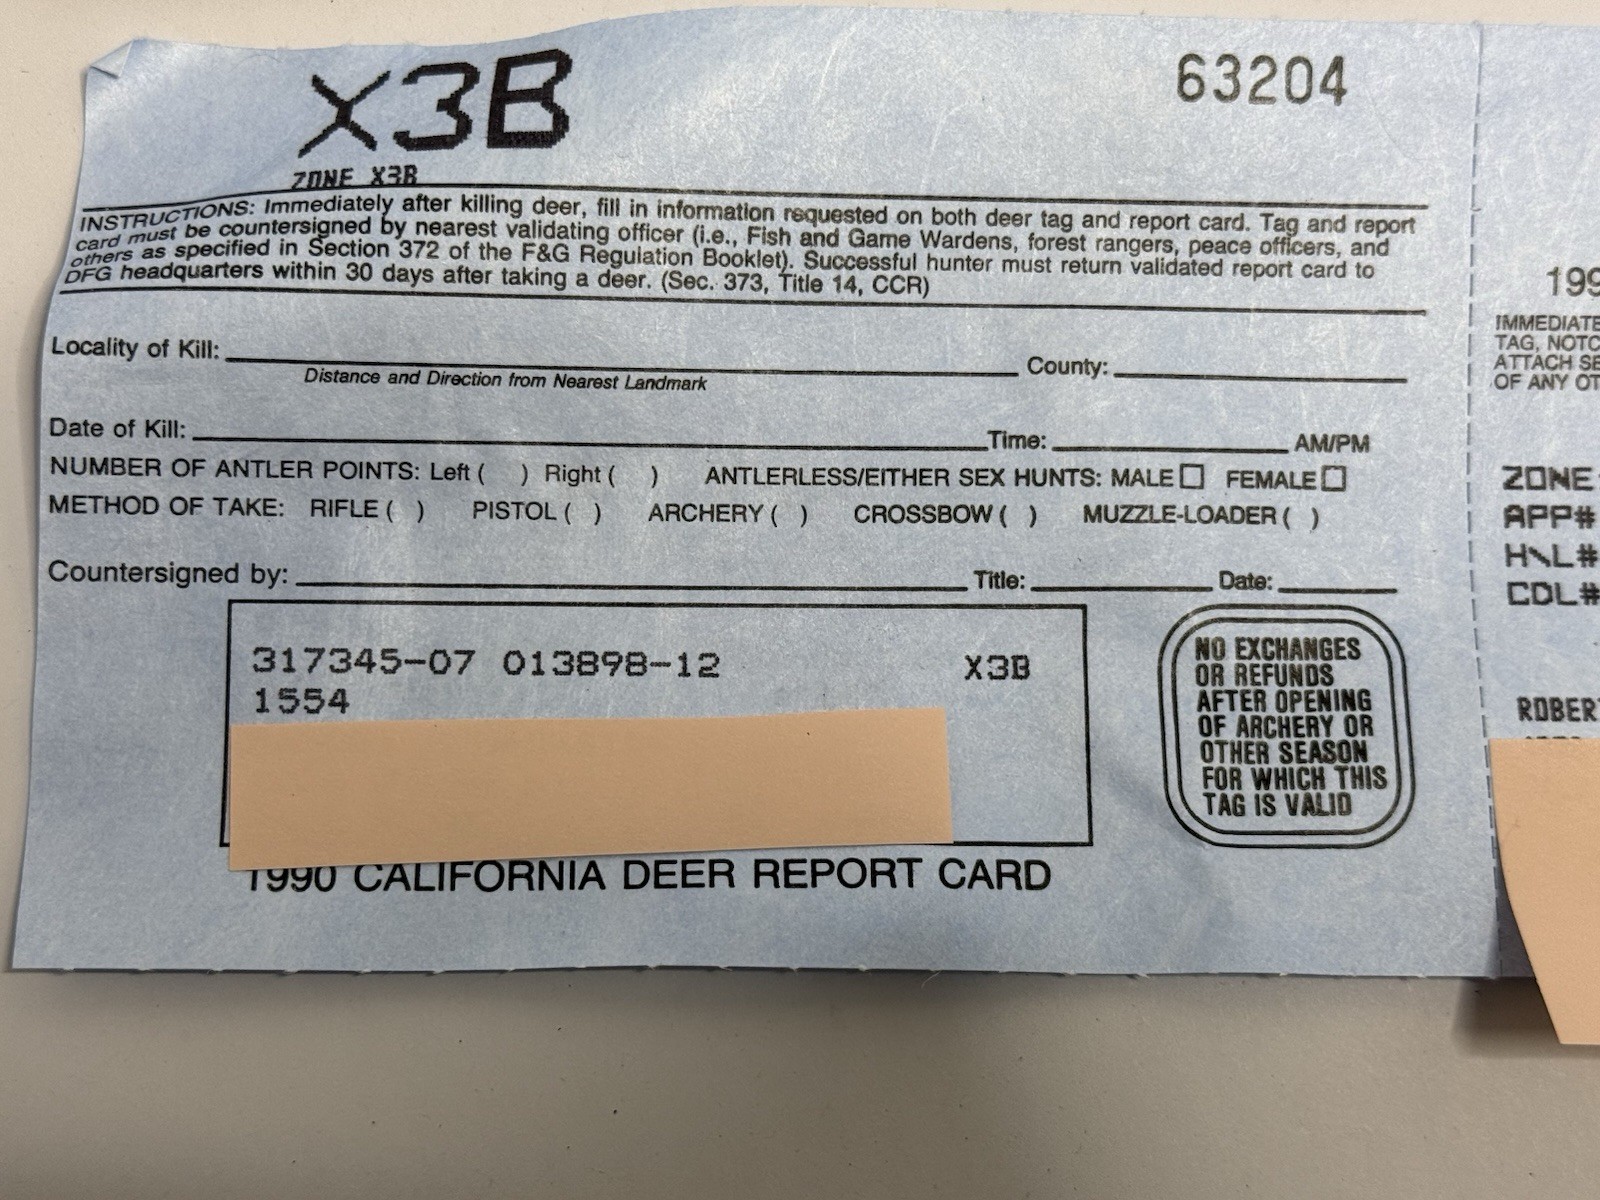 X3B
63204
ZONE X3B
INSTRUCTIONS: Immediately after killing deer, fill in information requested on both deer tag and report card. Tag and report
card must be countersigned by nearest validating officer (i.e., Fish and Game Wardens, forest rangers, peace officers, and
others as specified in Section 372 of the F&G Regulation Booklet). Successful hunter must return validated report card to
DFG headquarters within 30 days after taking a deer. (Sec. 373, Title 14, CCR)
Locality of Kill: County:
Distance and Direction from Nearest Landmark
Date of Kill: Time: AM/PM
NUMBER OF ANTLER POINTS: Left ( ) Right ( ) ANTLERLESS/EITHER SEX HUNTS: MALE □ FEMALE □
METHOD OF TAKE: RIFLE ( ) PISTOL ( ) ARCHERY ( ) CROSSBOW ( ) MUZZLE-LOADER ( )
Countersigned by: Title: Date:
317345-07 013898-12 X3B
1554
1990 CALIFORNIA DEER REPORT CARD
NO EXCHANGES
OR REFUNDS
AFTER OPENING
OF ARCHERY OR
OTHER SEASON
FOR WHICH THIS
TAG IS VALID
199
IMMEDIATE
TAG, NOTC
ATTACH SE
OF ANY OT
ZONE
APP#
H\L#
CDL#
ROBER